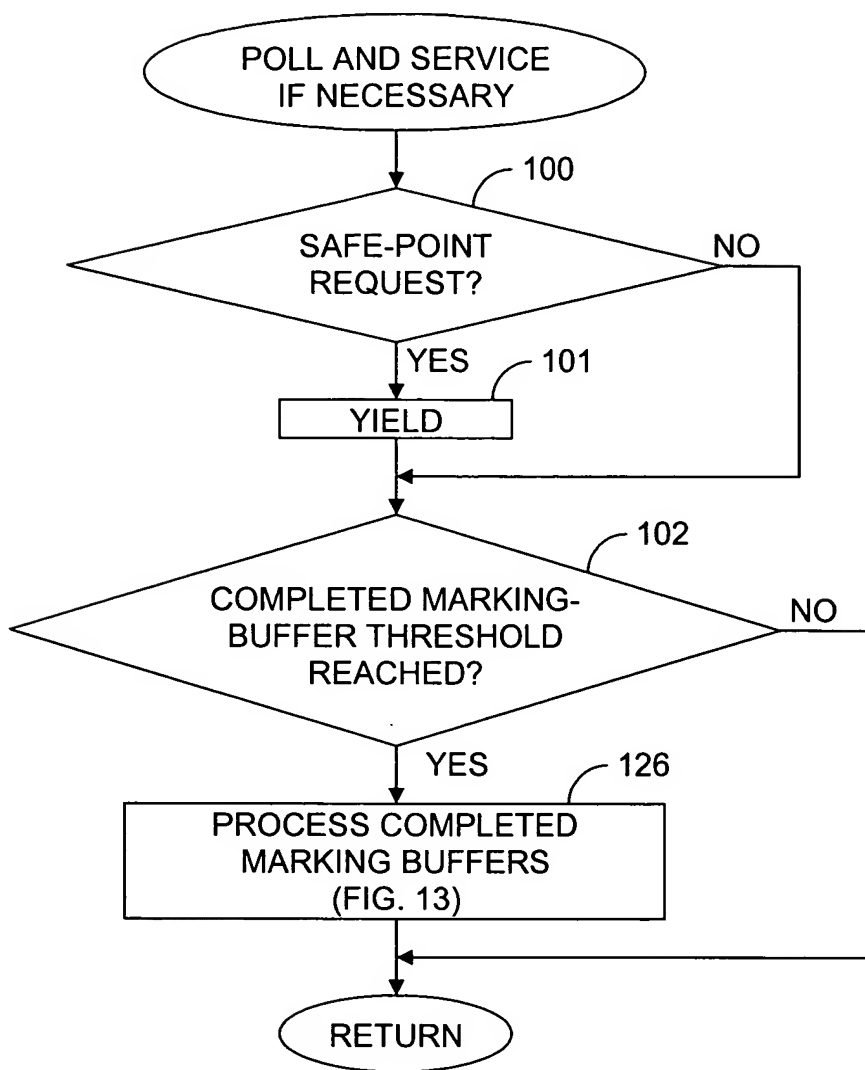 POLL AND SERVICE
IF NECESSARY
100
SAFE-POINT
REQUEST?
NO
YES
101
YIELD
102
COMPLETED MARKING-
BUFFER THRESHOLD
REACHED?
NO
YES
126
PROCESS COMPLETED
MARKING BUFFERS
(FIG. 13)
RETURN